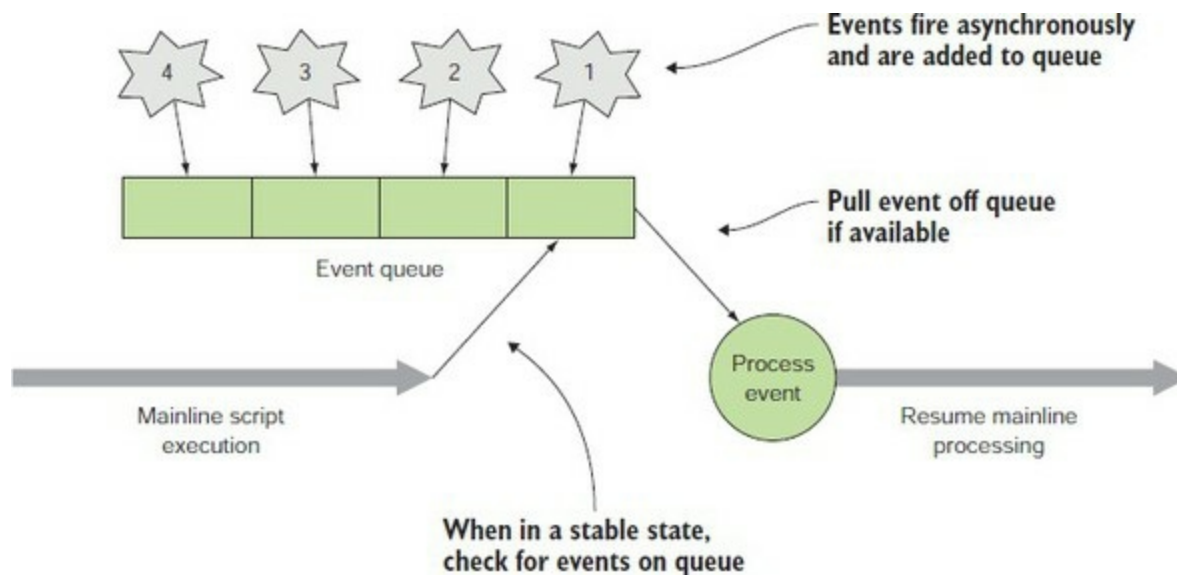 Events fire asynchronously
and are added to queue
4
3
2
1
Pull event off queue
if available
Event queue
Process
event
Mainline script
execution
Resume mainline
processing
When in a stable state,
check for events on queue